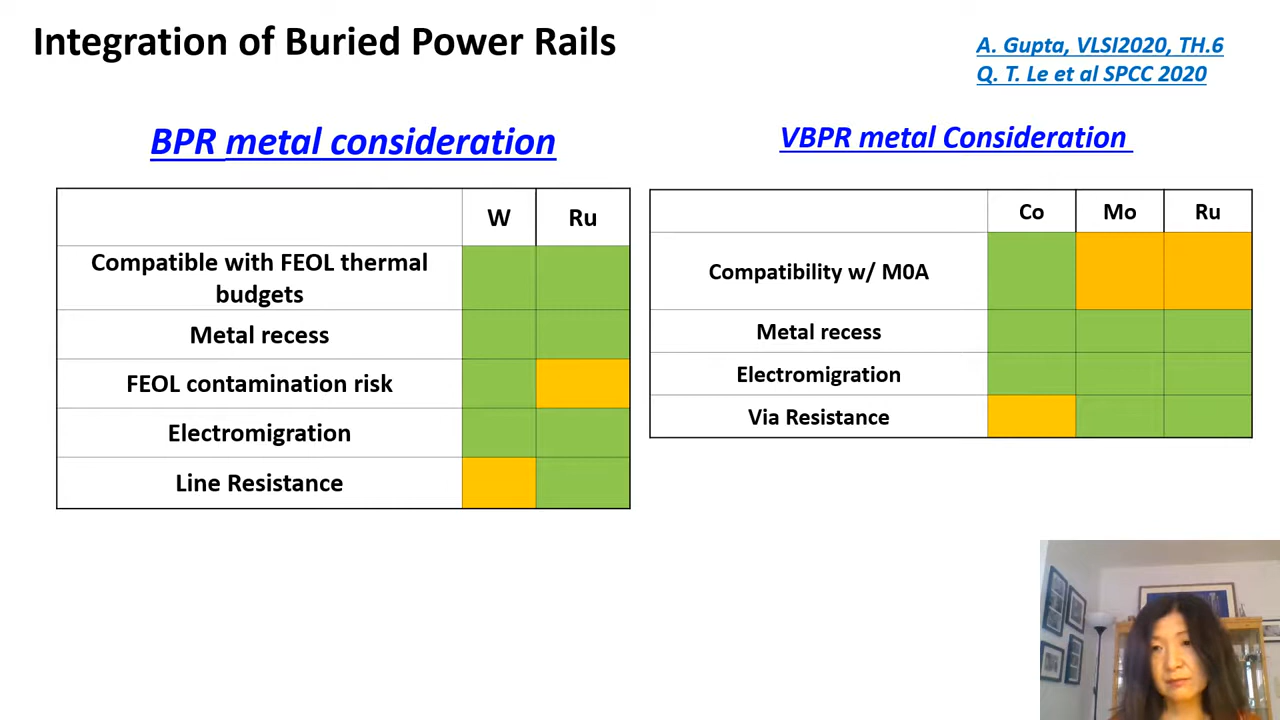 Integration of Buried Power Rails
A. Gupta, VLSI2020, TH.6
Q. T. Le et al SPCC 2020
BPR metal consideration
W
Ru
Compatible with FEOL thermal
budgets
Metal recess
FEOL contamination risk
Electromigration
Line Resistance
VBPR metal Consideration
Co
Mo
Ru
Compatibility w/ M0A
Metal recess
Electromigration
Via Resistance